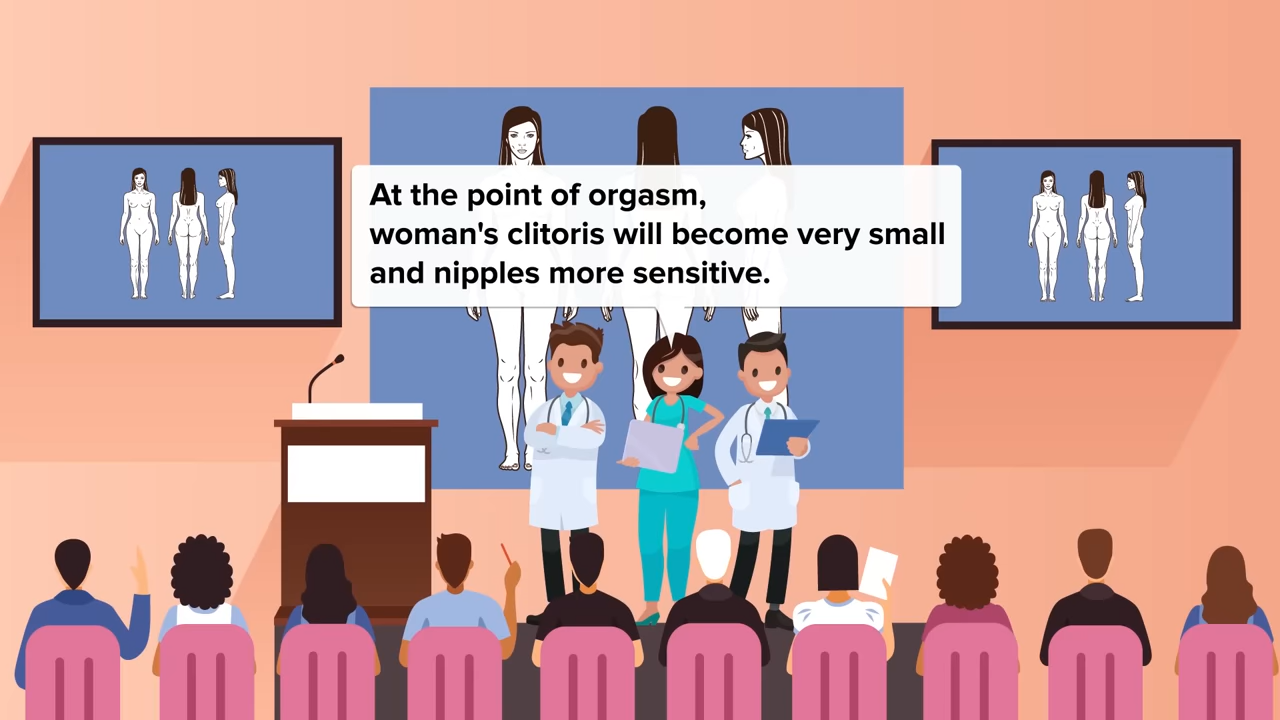 At the point of orgasm,
woman's clitoris will become very small
and nipples more sensitive.